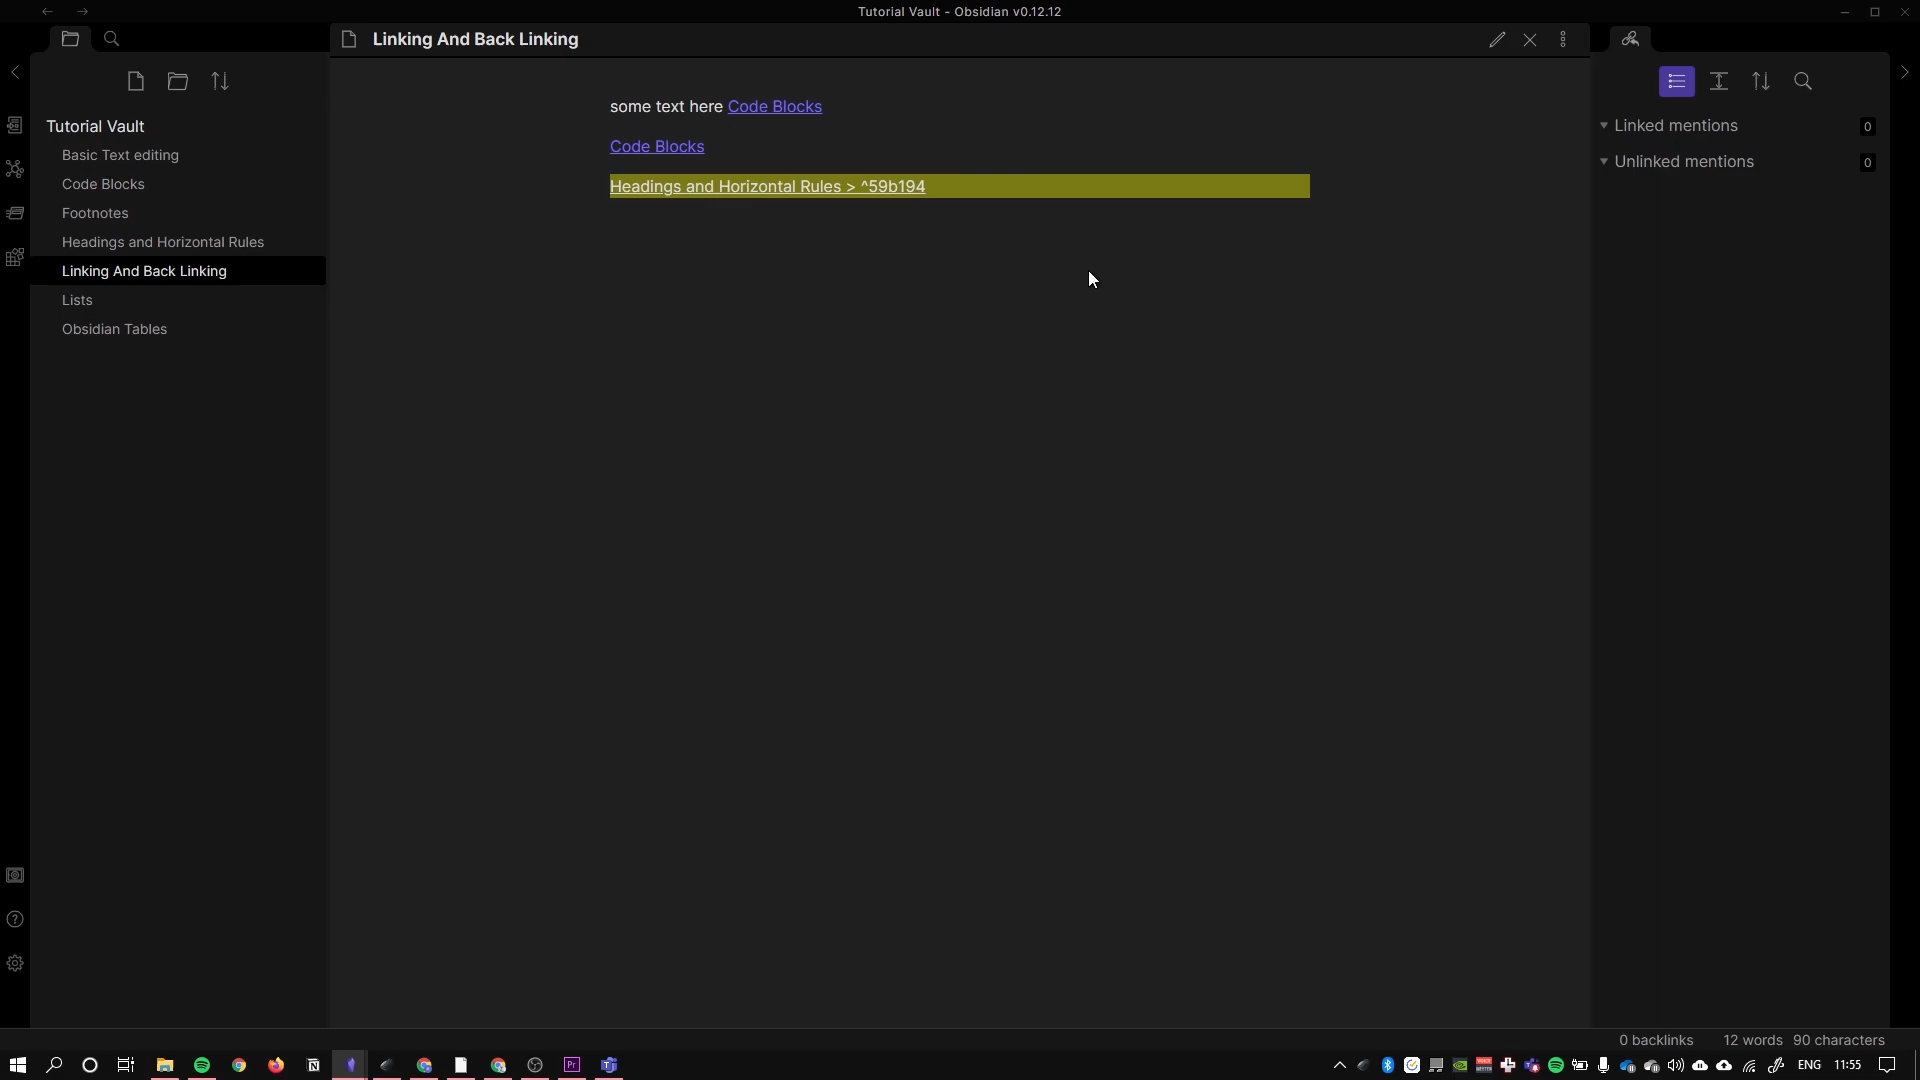 Tutorial Vault - Obsidian v0.12.12
Linking And Back Linking
Tutorial Vault
Basic Text editing
Code Blocks
Footnotes
Headings and Horizontal Rules
Linking And Back Linking
Lists
Obsidian Tables
some text here Code Blocks
Code Blocks
Headings and Horizontal Rules > ^59b194
Linked mentions 0
Unlinked mentions 0
0 backlinks 12 words 90 characters
Pr
ENG 11:55